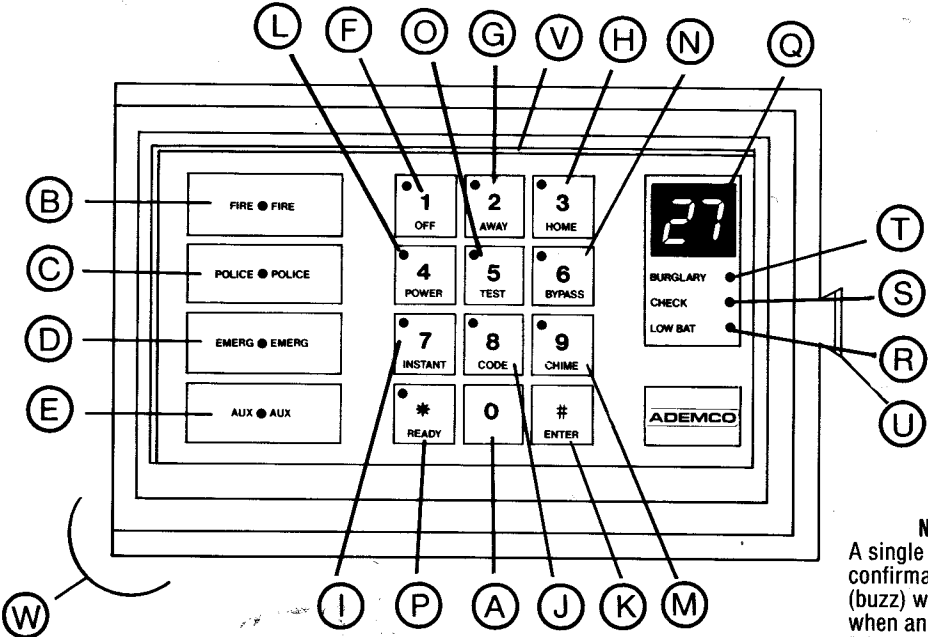 L F O G V H N Q
B FIRE ● FIRE
1 OFF
2 AWAY
3 HOME
27
T
C POLICE ● POLICE
4 POWER
5 TEST
6 BYPASS
BURGLARY
CHECK
LOW BAT
S
D EMERG ● EMERG
7 INSTANT
8 CODE
9 CHIME
R
E AUX ● AUX
* READY
0
# ENTER
ADEMCO
U
A single
confirma
(buzz) w
when an
W I P A J K M